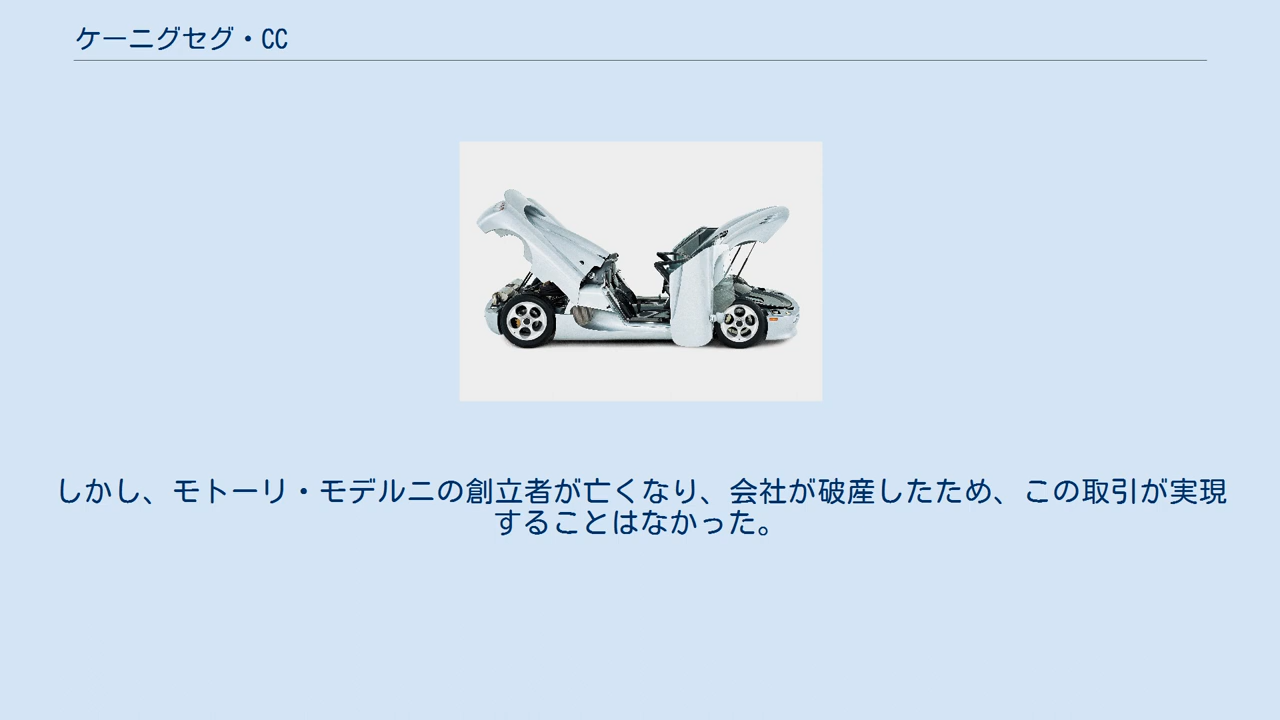 ケーニグセグ・CC
しかし、モトーリ・モデルニの創立者が亡くなり、会社が破産したため、この取引が実現
することはなかった。